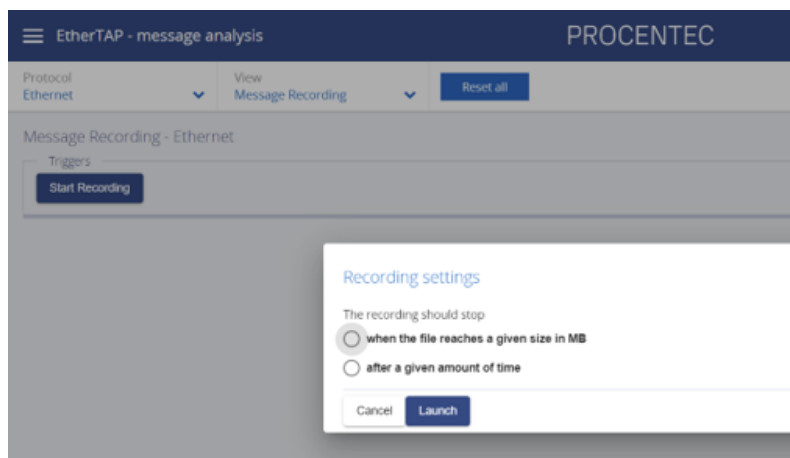 EtherTAP - message analysis
PROCENTEC
Protocol
Ethernet
View
Message Recording
Reset all
Message Recording - Ethernet
Triggers
Start Recording
Recording settings
The recording should stop
when the file reaches a given size in MB
after a given amount of time
Cancel
Launch